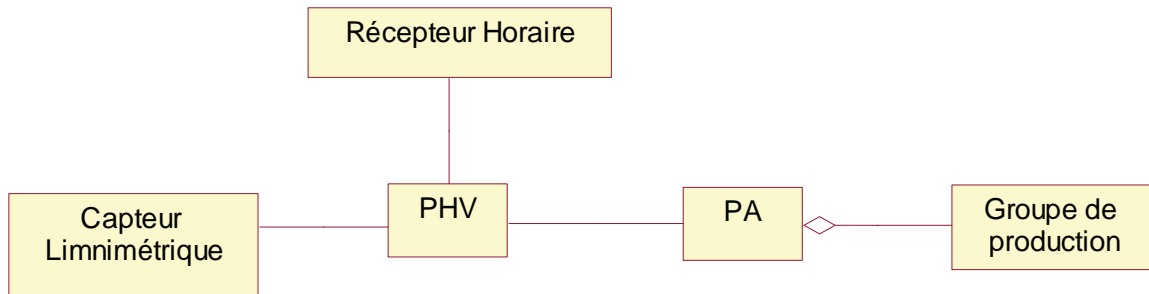 Récepteur Horaire
Capteur
Limnimétrique
PHV
PA
Groupe de
production